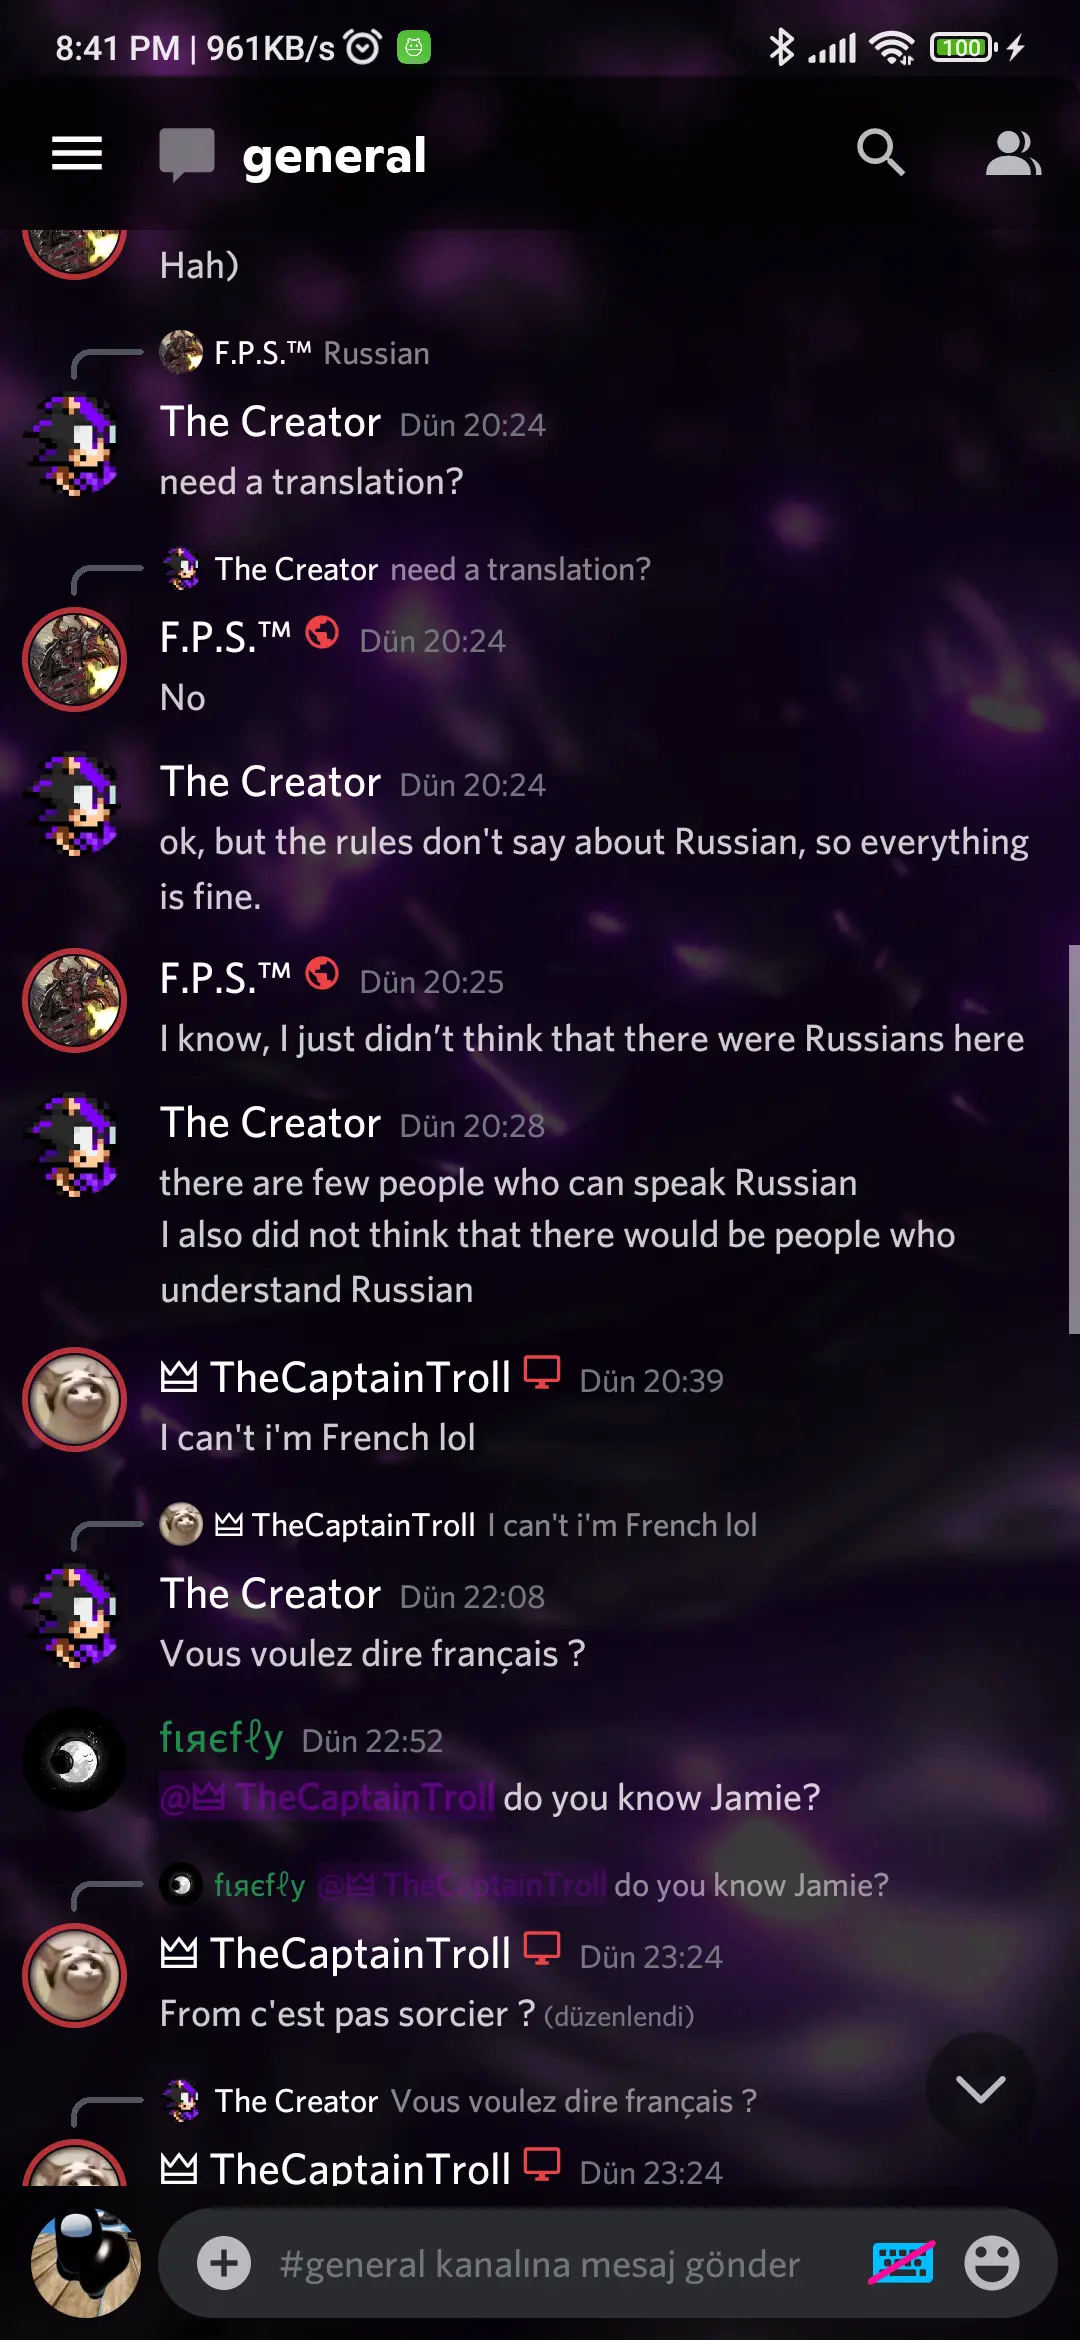 8:41 PM | 961KB/s
100
general
Hah)
F.P.S.™ Russian
The Creator Dün 20:24
need a translation?
The Creator need a translation?
F.P.S.™ Dün 20:24
No
The Creator Dün 20:24
ok, but the rules don't say about Russian, so everything
is fine.
F.P.S.™ Dün 20:25
I know, I just didn’t think that there were Russians here
The Creator Dün 20:28
there are few people who can speak Russian
I also did not think that there would be people who
understand Russian
TheCaptainTroll Dün 20:39
I can't i'm French lol
TheCaptainTroll I can't i'm French lol
The Creator Dün 22:08
Vous voulez dire français ?
fιяєfℓy Dün 22:52
@TheCaptainTroll do you know Jamie?
fιяєfℓy @TheCaptainTroll do you know Jamie?
TheCaptainTroll Dün 23:24
From c'est pas sorcier ? (düzenlendi)
The Creator Vous voulez dire français ?
TheCaptainTroll Dün 23:24
#general kanalına mesaj gönder